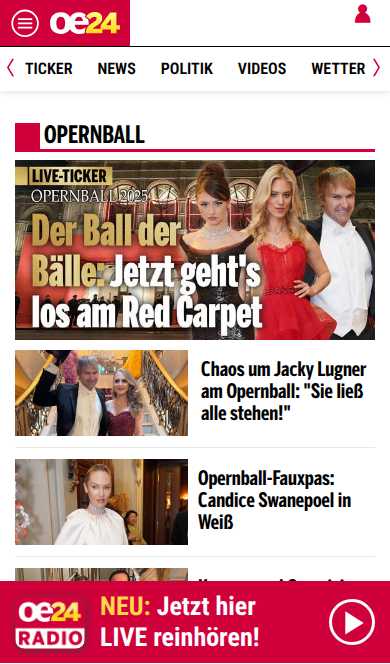 oe24
TICKER NEWS POLITIK VIDEOS WETTER
OPERNBALL
LIVE-TICKER
OPERNBALL 2025
Der Ball der
Bälle: Jetzt geht's
los am Red Carpet
Chaos um Jacky Lugner
am Opernball: "Sie ließ
alle stehen!"
Opernball-Fauxpas:
Candice Swanepoel in
Weiß
oe24
RADIO
NEU: Jetzt hier
LIVE reinhören!